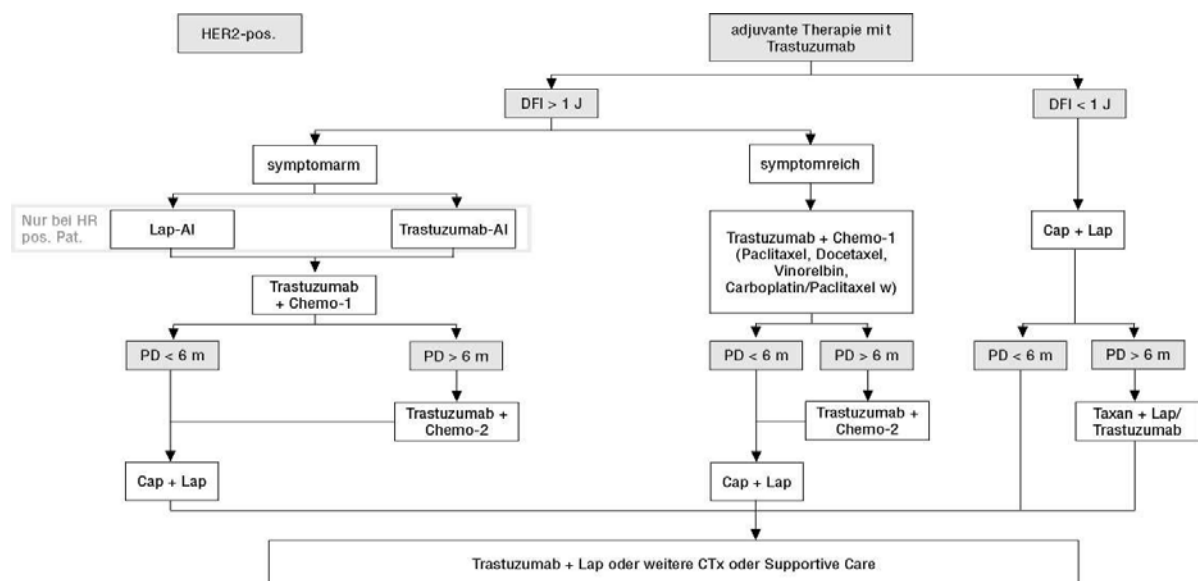 HER2-pos.
adjuvante Therapie mit
Trastuzumab
DFI > 1 J
DFI < 1 J
symptomarm
symptomreich
Nur bei HR
pos. Pat.
Lap-AI
Trastuzumab-AI
Trastuzumab + Chemo-1
(Paclitaxel, Docetaxel,
Vinorelbin,
Carboplatin/Paclitaxel w)
Cap + Lap
Trastuzumab
+ Chemo-1
PD < 6 m
PD > 6 m
PD < 6 m
PD > 6 m
PD < 6 m
PD > 6 m
Trastuzumab +
Chemo-2
Trastuzumab +
Chemo-2
Taxan + Lap/
Trastuzumab
Cap + Lap
Cap + Lap
Trastuzumab + Lap oder weitere CTx oder Supportive Care